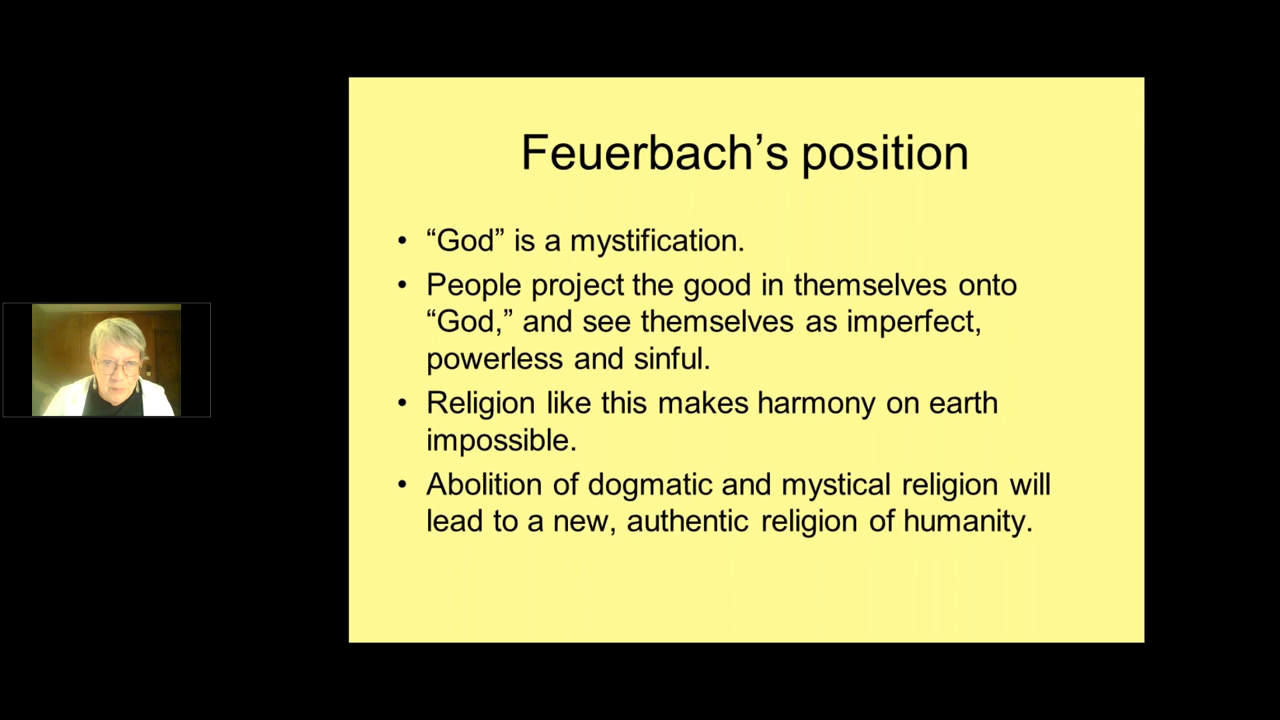 Feuerbach’s position
• “God” is a mystification.
• People project the good in themselves onto
“God,” and see themselves as imperfect,
powerless and sinful.
• Religion like this makes harmony on earth
impossible.
• Abolition of dogmatic and mystical religion will
lead to a new, authentic religion of humanity.